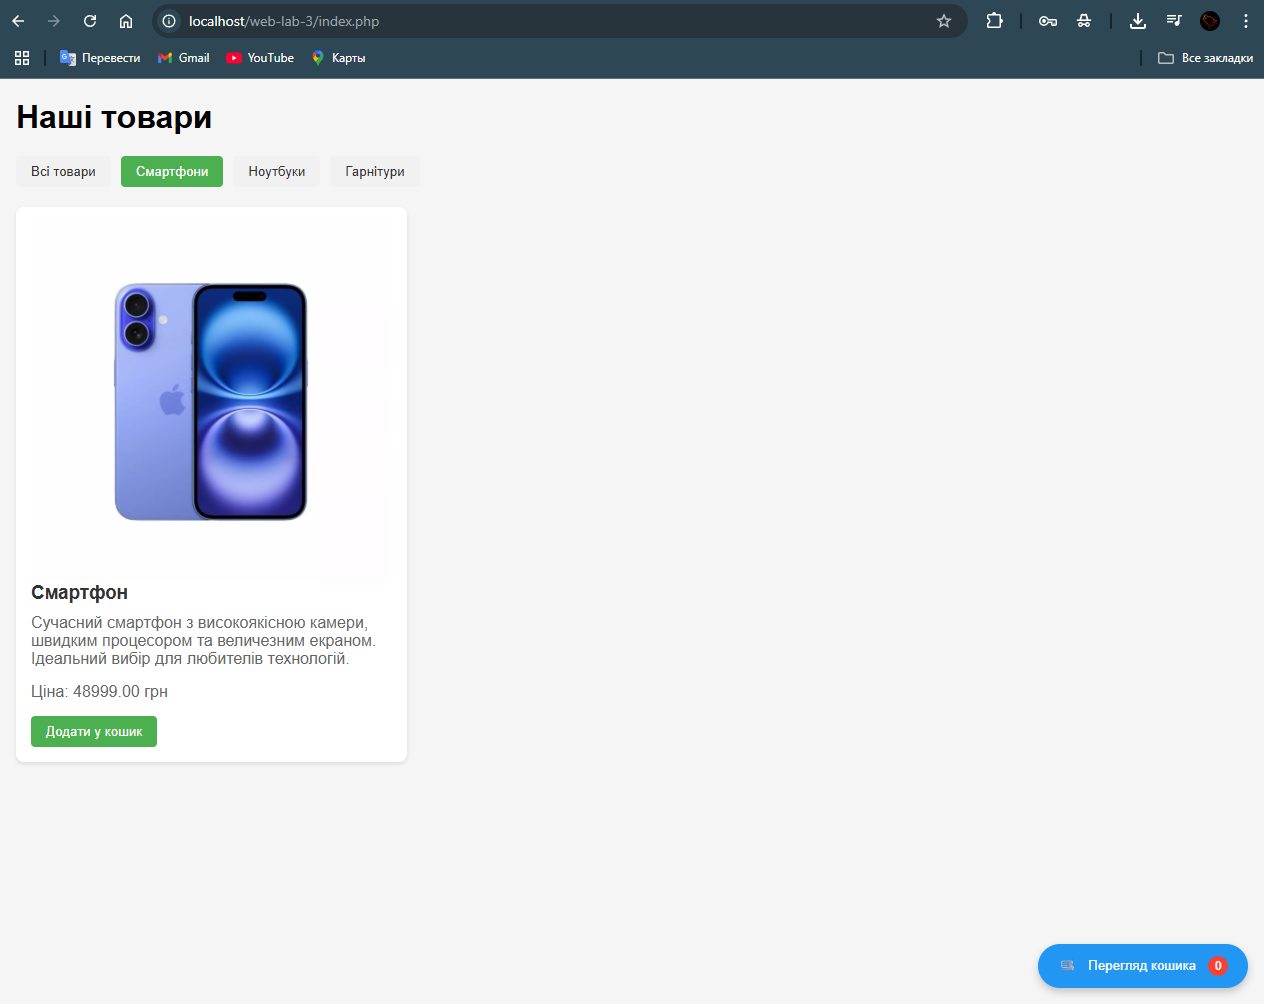 localhost/web-lab-3/index.php
Перевести
Gmail
YouTube
Карты
Все закладки
Наші товари
Всі товари
Смартфони
Ноутбуки
Гарнітури
Смартфон
Сучасний смартфон з високоякісною камери,
швидким процесором та величезним екраном.
Ідеальний вибір для любителів технологій.
Ціна: 48999.00 грн
Додати у кошик
Перегляд кошика 0